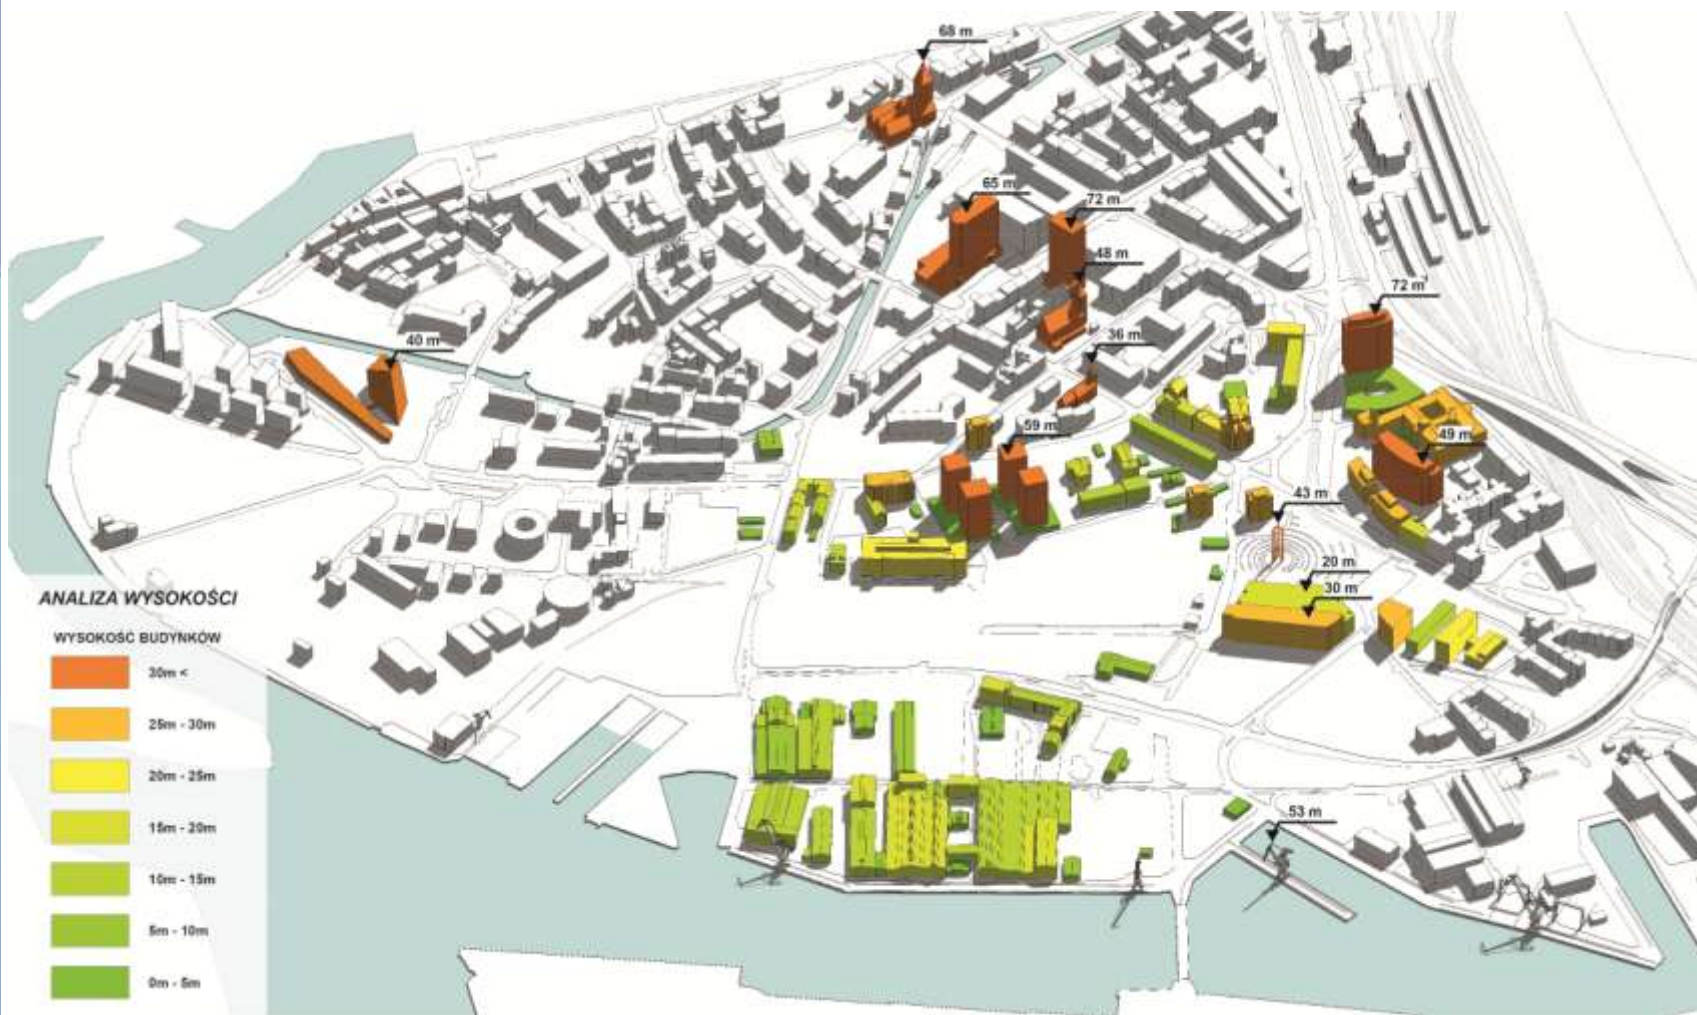 68 m
65 m
72 m
48 m
72 m
36 m
40 m
59 m
49 m
43 m
20 m
30 m
53 m
ANALIZA WYSOKOŚCI
WYSOKOŚĆ BUDYNKÓW
30m <
25m - 30m
20m - 25m
15m - 20m
10m - 15m
5m - 10m
0m - 5m